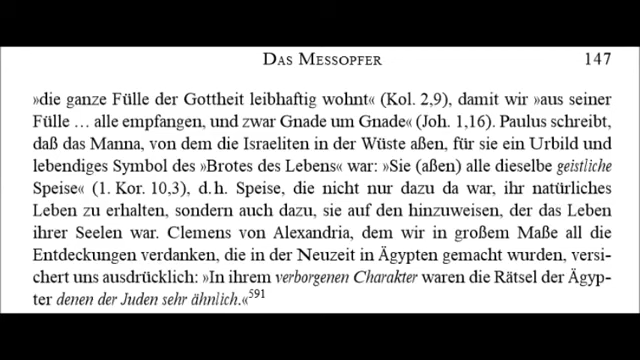 DAS MESSOPFER 147
»die ganze Fülle der Gottheit leibhaftig wohnt« (Kol. 2,9), damit wir »aus seiner
Fülle … alle empfangen, und zwar Gnade um Gnade« (Joh. 1,16). Paulus schreibt,
daß das Manna, von dem die Israeliten in der Wüste aßen, für sie ein Urbild und
lebendiges Symbol des »Brotes des Lebens« war: »Sie (aßen) alle dieselbe geistliche
Speise« (1. Kor. 10,3), d. h. Speise, die nicht nur dazu da war, ihr natürliches
Leben zu erhalten, sondern auch dazu, sie auf den hinzuweisen, der das Leben
ihrer Seelen war. Clemens von Alexandria, dem wir in großem Maße all die
Entdeckungen verdanken, die in der Neuzeit in Ägypten gemacht wurden, versi-
chert uns ausdrücklich: »In ihrem verborgenen Charakter waren die Rätsel der Ägyp-
ter denen der Juden sehr ähnlich.«591